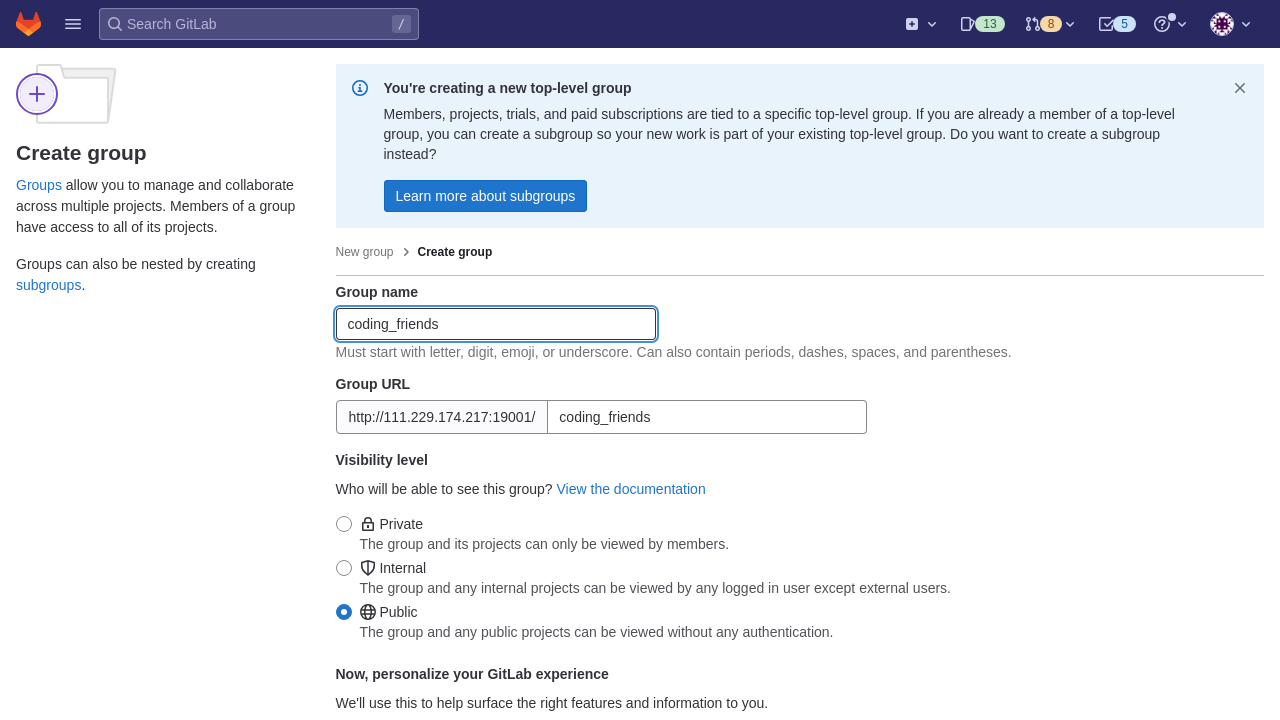 Search GitLab
/
13
8
5
Create group
Groups allow you to manage and collaborate
across multiple projects. Members of a group
have access to all of its projects.
Groups can also be nested by creating
subgroups.
You're creating a new top-level group
Members, projects, trials, and paid subscriptions are tied to a specific top-level group. If you are already a member of a top-level
group, you can create a subgroup so your new work is part of your existing top-level group. Do you want to create a subgroup
instead?
Learn more about subgroups
New group
Create group
Group name
coding_friends
Must start with letter, digit, emoji, or underscore. Can also contain periods, dashes, spaces, and parentheses.
Group URL
http://111.229.174.217:19001/
coding_friends
Visibility level
Who will be able to see this group? View the documentation
Private
The group and its projects can only be viewed by members.
Internal
The group and any internal projects can be viewed by any logged in user except external users.
Public
The group and any public projects can be viewed without any authentication.
Now, personalize your GitLab experience
We'll use this to help surface the right features and information to you.